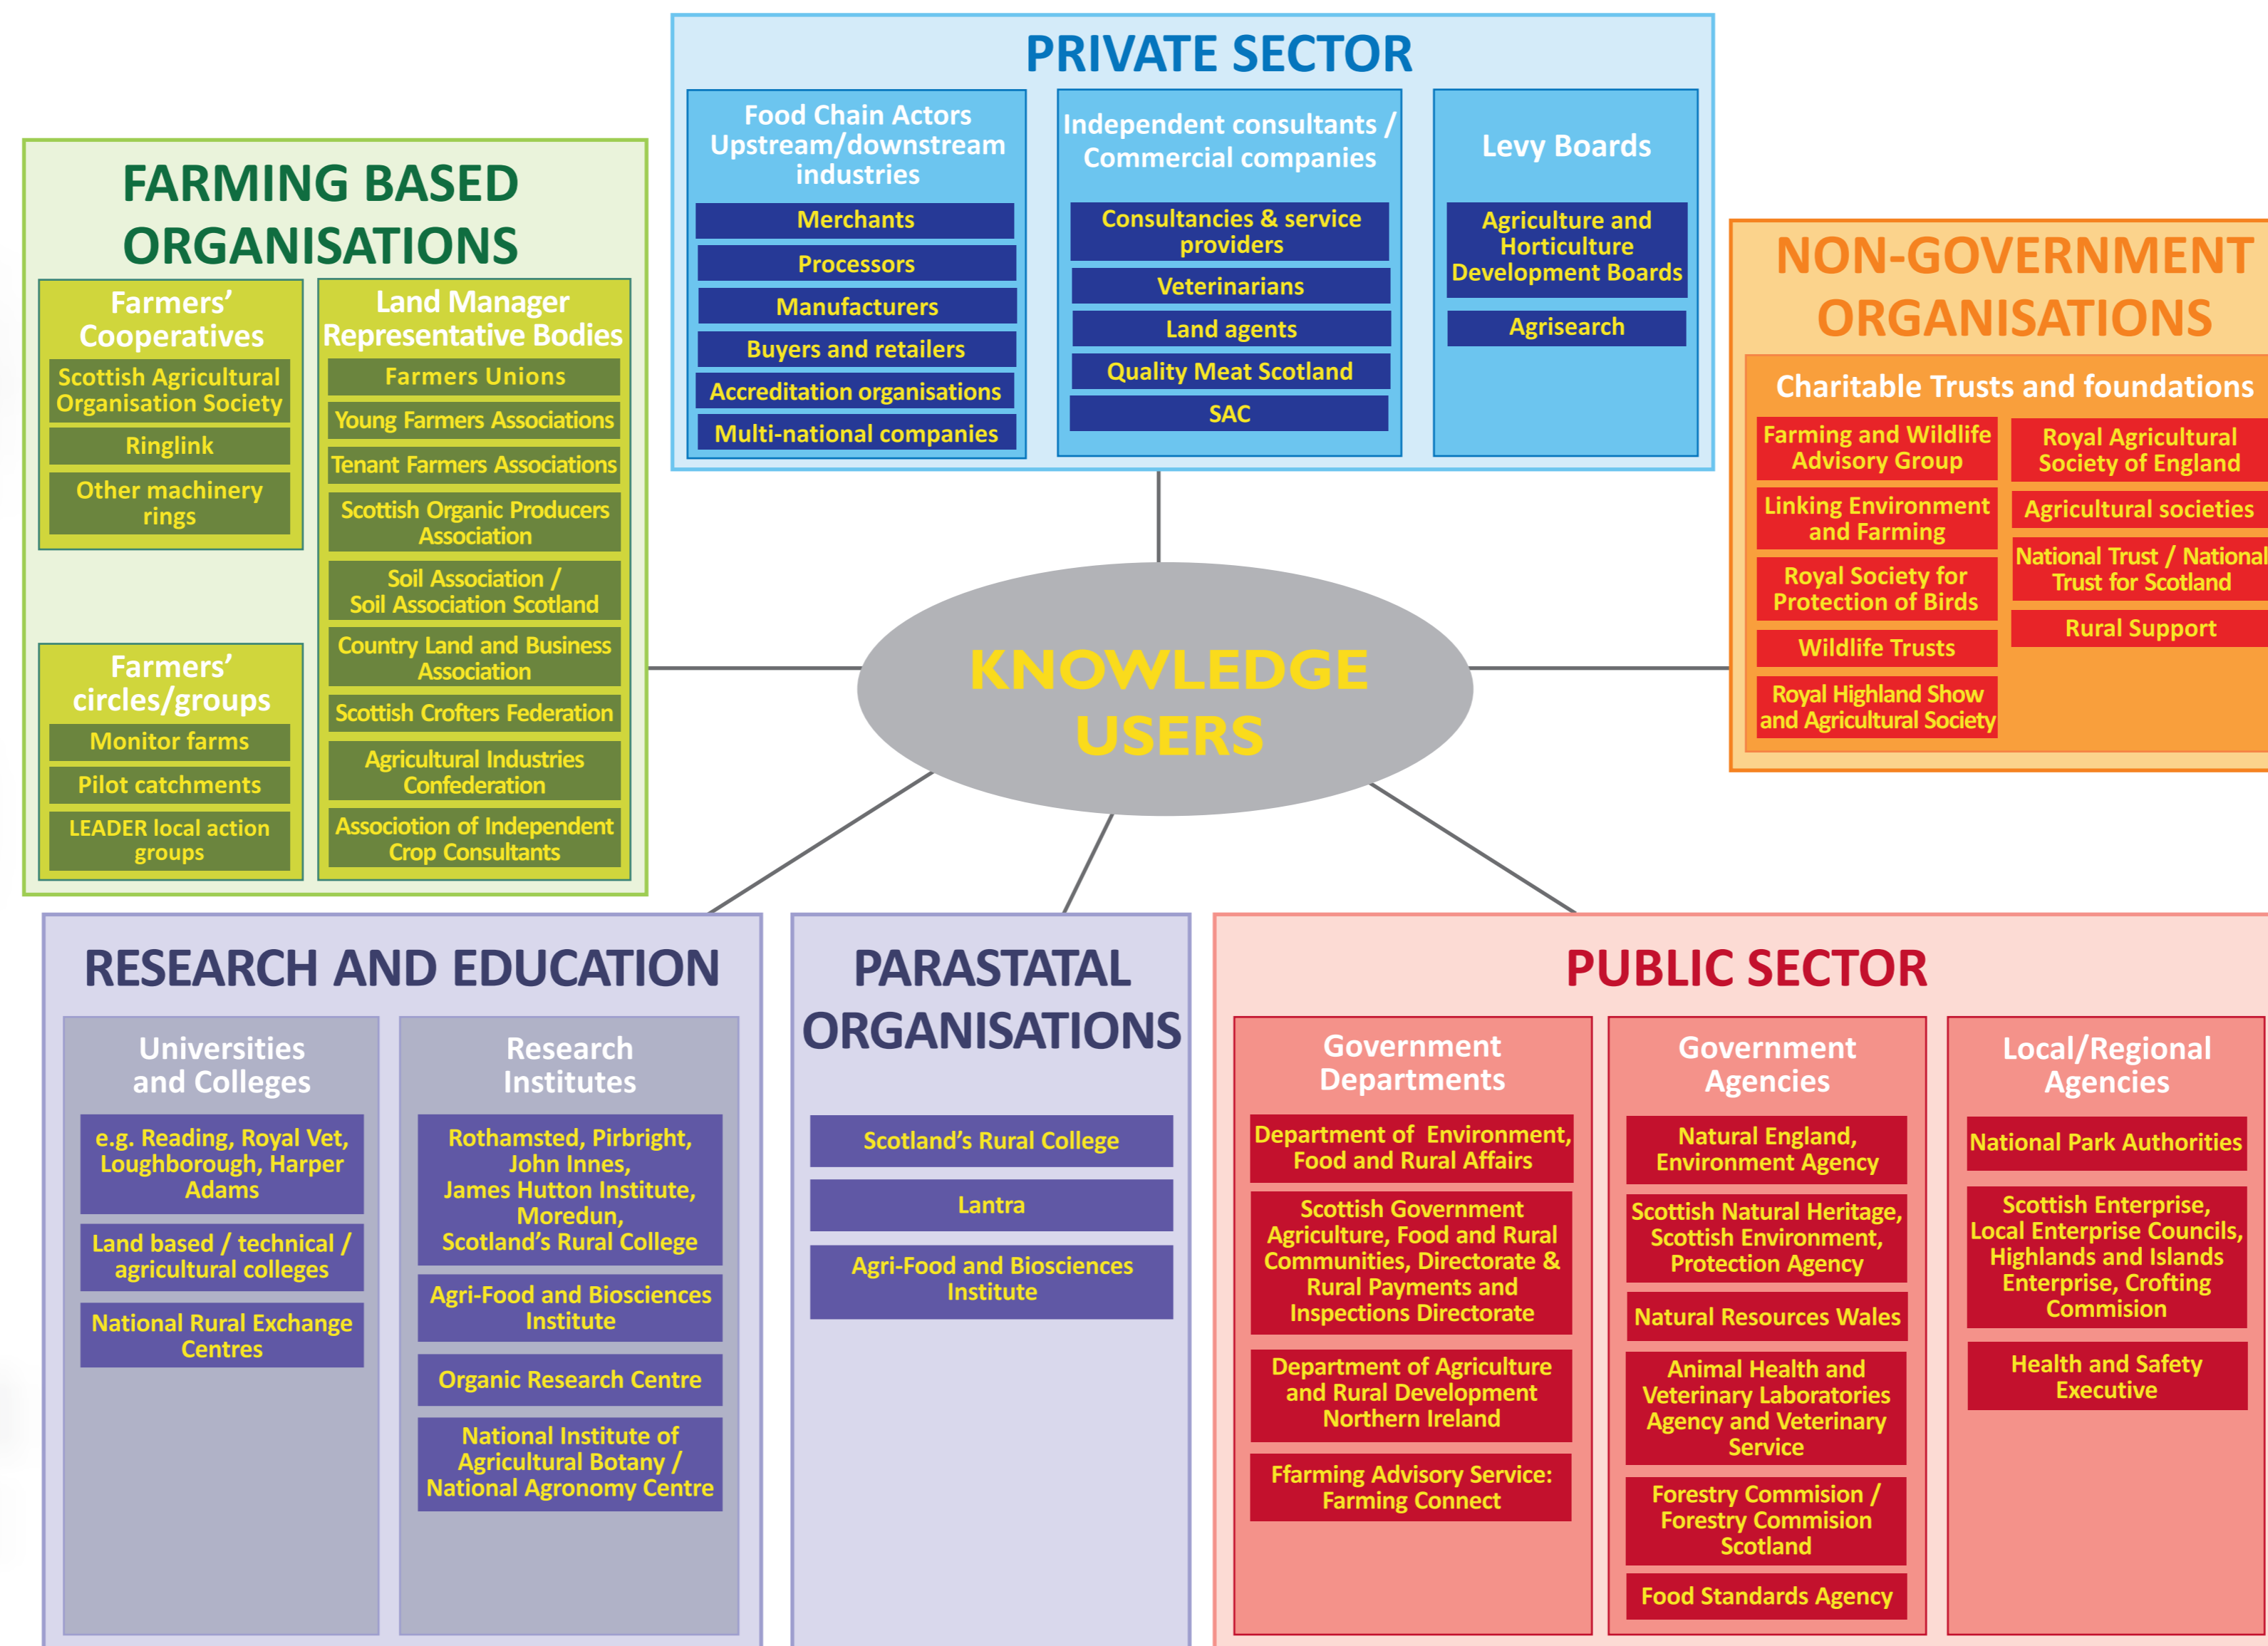 PRIVATE SECTOR
Food Chain Actors
Upstream/downstream
industries
Merchants
Processors
Manufacturers
Buyers and retailers
Accreditation organisations
Multi-national companies
Independent consultants /
Commercial companies
Consultancies & service
providers
Veterinarians
Land agents
Quality Meat Scotland
SAC
Levy Boards
Agriculture and
Horticulture
Development Boards
Agrisearch
FARMING BASED
ORGANISATIONS
Farmers’
Cooperatives
Scottish Agricultural
Organisation Society
Ringlink
Other machinery
rings
Farmers’
circles/groups
Monitor farms
Pilot catchments
LEADER local action
groups
Land Manager
Representative Bodies
Farmers Unions
Young Farmers Associations
Tenant Farmers Associations
Scottish Organic Producers
Association
Soil Association /
Soil Association Scotland
Country Land and Business
Association
Scottish Crofters Federation
Agricultural Industries
Confederation
Associotion of Independent
Crop Consultants
NON-GOVERNMENT
ORGANISATIONS
Charitable Trusts and foundations
Farming and Wildlife
Advisory Group
Linking Environment
and Farming
Royal Society for
Protection of Birds
Wildlife Trusts
Royal Highland Show
and Agricultural Society
Royal Agricultural
Society of England
Agricultural societies
National Trust / National
Trust for Scotland
Rural Support
KNOWLEDGE
USERS
RESEARCH AND EDUCATION
Universities
and Colleges
e.g. Reading, Royal Vet,
Loughborough, Harper
Adams
Land based / technical /
agricultural colleges
National Rural Exchange
Centres
Research
Institutes
Rothamsted, Pirbright,
John Innes,
James Hutton Institute,
Moredun,
Scotland’s Rural College
Agri-Food and Biosciences
Institute
Organic Research Centre
National Institute of
Agricultural Botany /
National Agronomy Centre
PARASTATAL
ORGANISATIONS
Scotland’s Rural College
Lantra
Agri-Food and Biosciences
Institute
PUBLIC SECTOR
Government
Departments
Department of Environment,
Food and Rural Affairs
Scottish Government
Agriculture, Food and Rural
Communities, Directorate &
Rural Payments and
Inspections Directorate
Department of Agriculture
and Rural Development
Northern Ireland
Ffarming Advisory Service:
Farming Connect
Government
Agencies
Natural England,
Environment Agency
Scottish Natural Heritage,
Scottish Environment,
Protection Agency
Natural Resources Wales
Animal Health and
Veterinary Laboratories
Agency and Veterinary
Service
Forestry Commision /
Forestry Commision
Scotland
Food Standards Agency
Local/Regional
Agencies
National Park Authorities
Scottish Enterprise,
Local Enterprise Councils,
Highlands and Islands
Enterprise, Crofting
Commision
Health and Safety
Executive